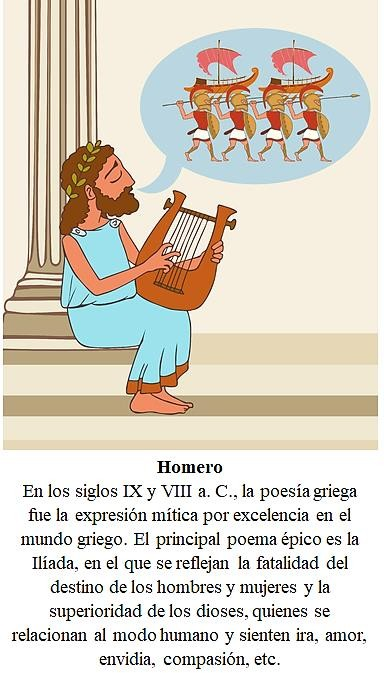 Homero
En los siglos IX y VIII a. C., la poesía griega
fue la expresión mítica por excelencia en el
mundo griego. El principal poema épico es la
Ilíada, en el que se reflejan la fatalidad del
destino de los hombres y mujeres y la
superioridad de los dioses, quienes se
relacionan al modo humano y sienten ira, amor,
envidia, compasión, etc.